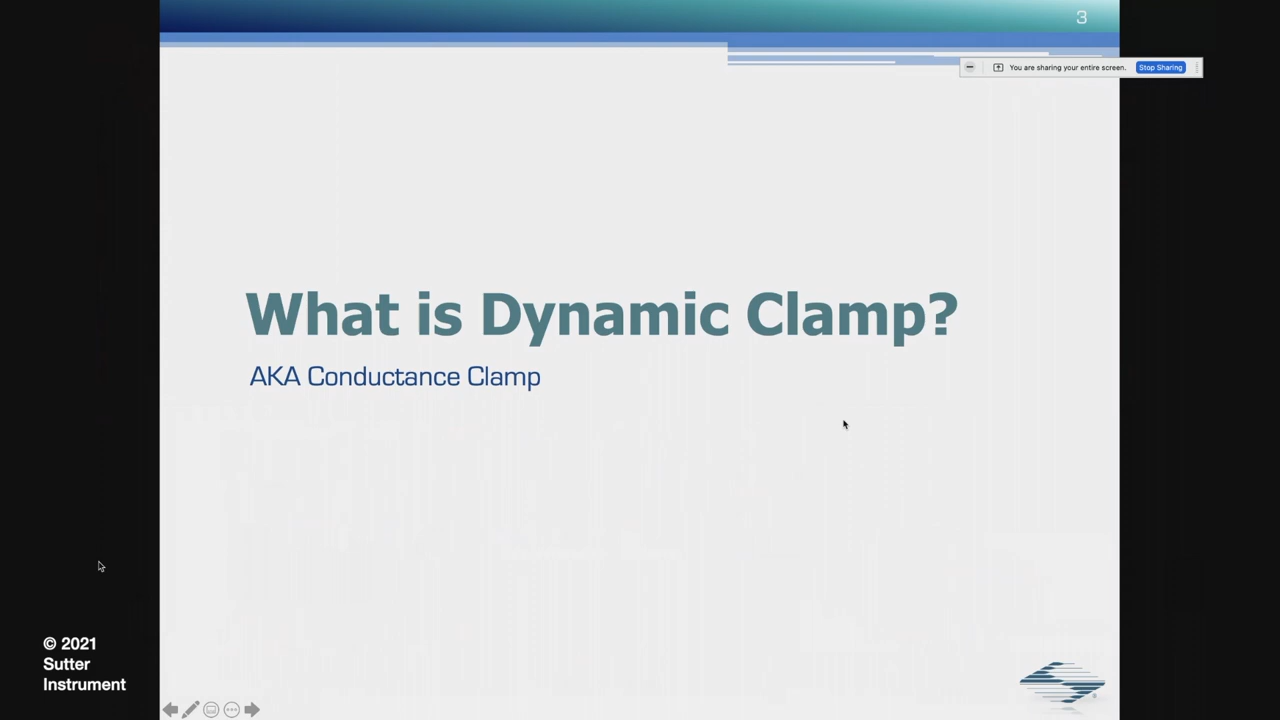 3
You are sharing your entire screen.
Stop Sharing
What is Dynamic Clamp?
AKA Conductance Clamp
© 2021
Sutter
Instrument